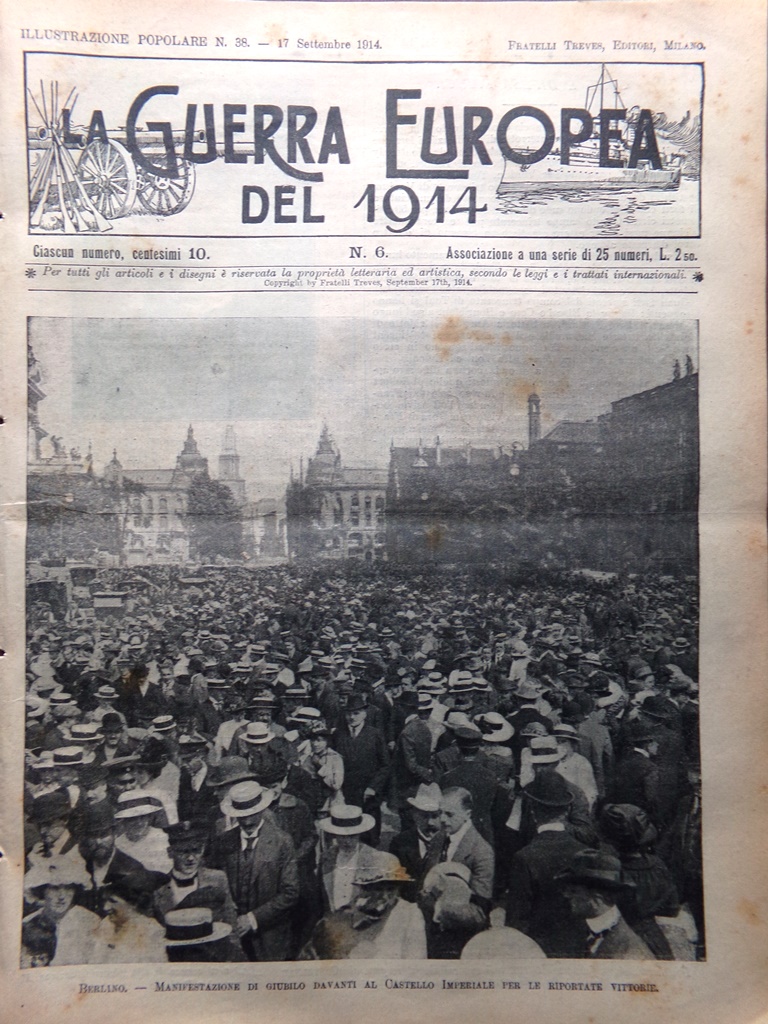 ILLUSTRAZIONE POPOLARE N. 38. — 17 Settembre 1914. FRATELLI TREVES, EDITORI, MILANO.
LA GUERRA EUROPEA
DEL 1914
Ciascun numero, centesimi 10. N. 6. Associazione a una serie di 25 numeri, L. 2 50.
* Per tutti gli articoli e i disegni è riservata la proprietà letteraria ed artistica, secondo le leggi e i trattati internazionali. *
Copyright by Fratelli Treves, September 17th, 1914.
BERLINO. — MANIFESTAZIONE DI GIUBILO DAVANTI AL CASTELLO IMPERIALE PER LE RIPORTATE VITTORIE.